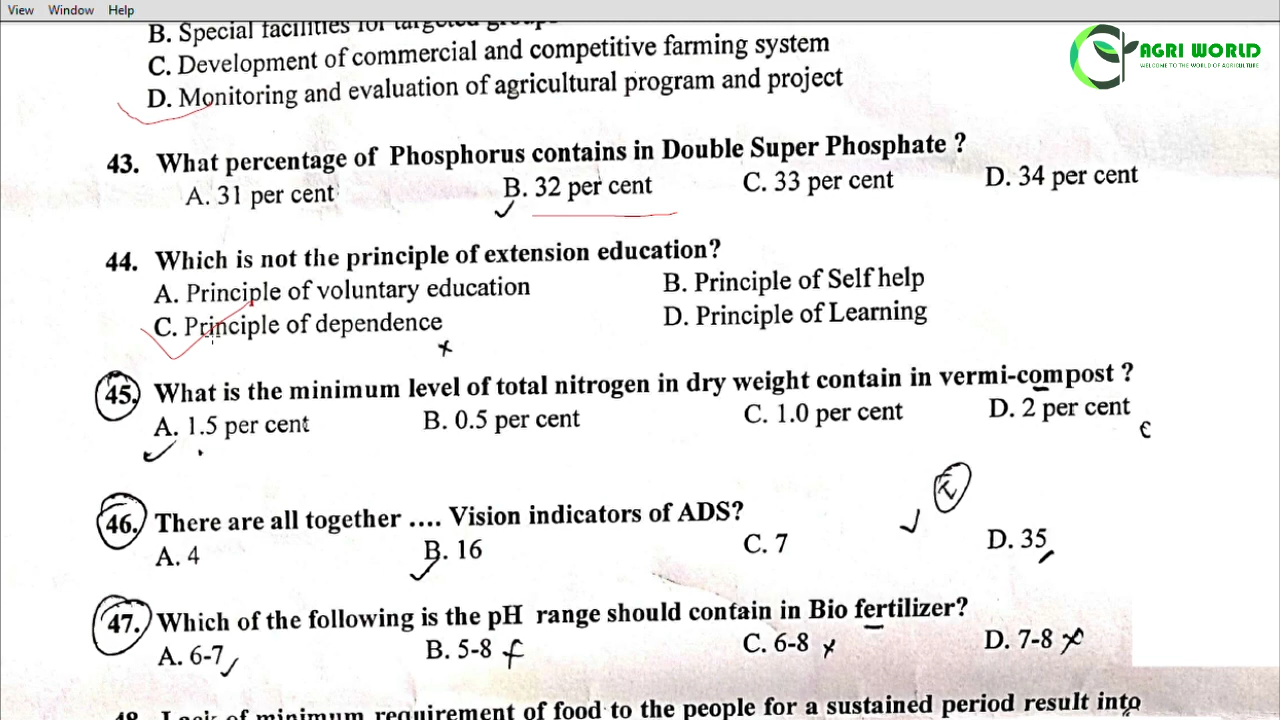 View Window Help
B. Special facilities for targeted groups
C. Development of commercial and competitive farming system
D. Monitoring and evaluation of agricultural program and project
AGRI WORLD
WELCOME TO THE WORLD OF AGRICULTURE
43. What percentage of Phosphorus contains in Double Super Phosphate ?
A. 31 per cent B. 32 per cent C. 33 per cent D. 34 per cent
44. Which is not the principle of extension education?
A. Principle of voluntary education B. Principle of Self help
C. Principle of dependence D. Principle of Learning
45. What is the minimum level of total nitrogen in dry weight contain in vermi-compost ?
A. 1.5 per cent B. 0.5 per cent C. 1.0 per cent D. 2 per cent
46. There are all together .... Vision indicators of ADS?
A. 4 B. 16 C. 7 D. 35
47. Which of the following is the pH range should contain in Bio fertilizer?
A. 6-7 B. 5-8 C. 6-8 D. 7-8
48. Lack of minimum requirement of food to the people for a sustained period result into